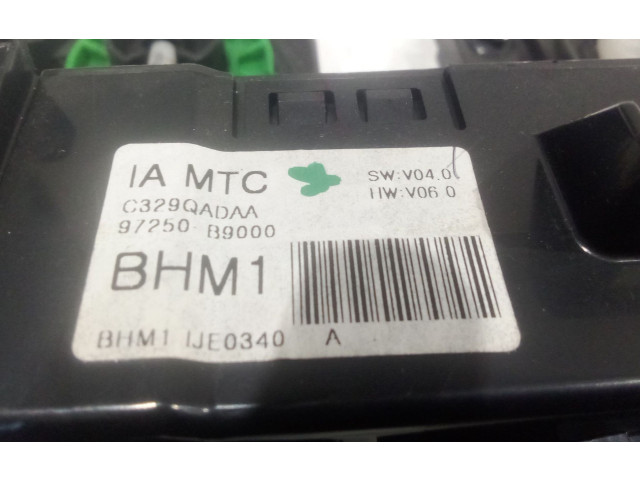 IA MTC
SW:V04.0
C329QADAA
HW:V06.0
97250-B9000
BHM1
BHM1 IJE0340 A